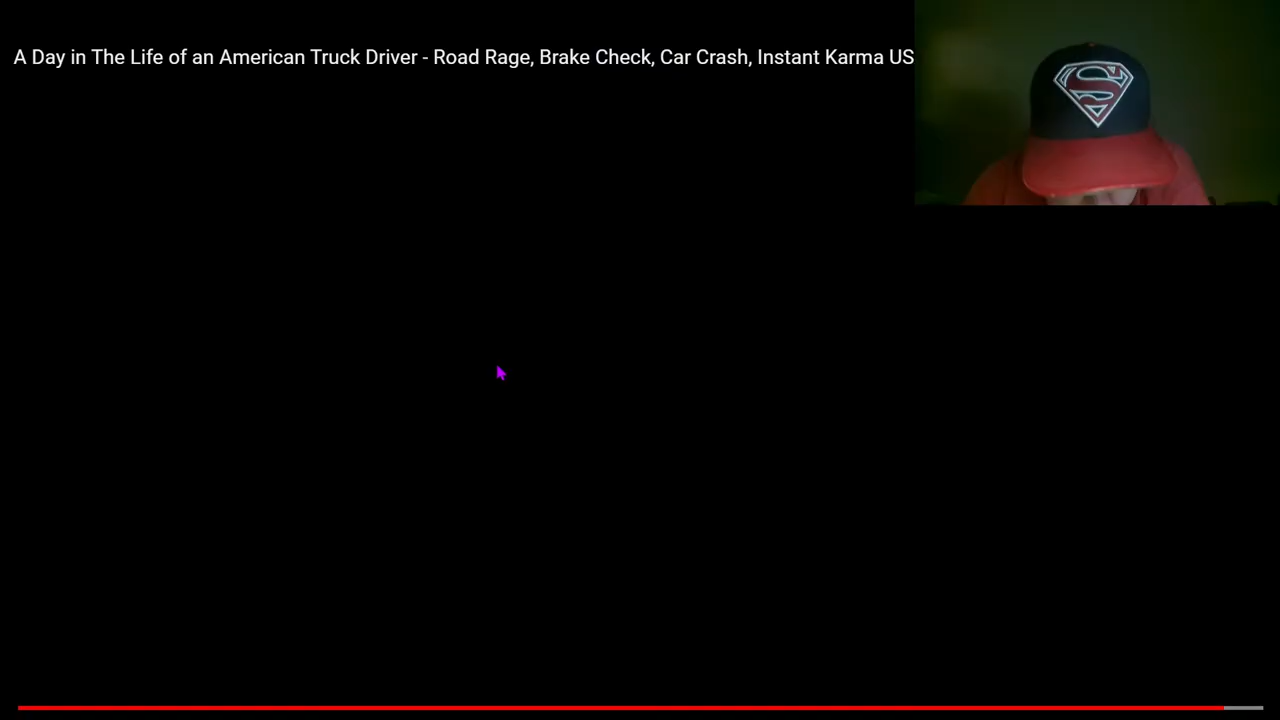 A Day in The Life of an American Truck Driver - Road Rage, Brake Check, Car Crash, Instant Karma US
S